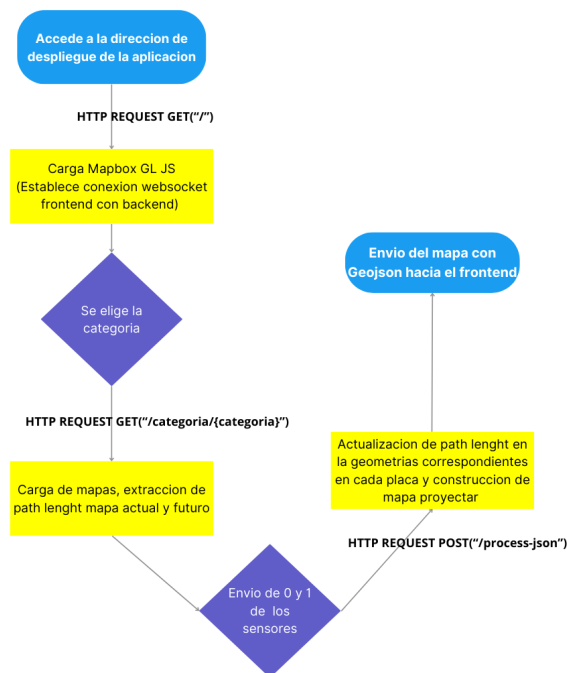 Accede a la direccion de
despliegue de la aplicacion
HTTP REQUEST GET(“/”)
Carga Mapbox GL JS
(Establece conexion websocket
frontend con backend)
Se elige la
categoria
HTTP REQUEST GET(“/categoria/{categoria}”)
Carga de mapas, extraccion de
path lenght mapa actual y futuro
Envio de 0 y 1
de los
sensores
HTTP REQUEST POST(“/process-json”)
Actualizacion de path lenght en
la geometrias correspondientes
en cada placa y construccion de
mapa proyectar
Envio del mapa con
Geojson hacia el frontend